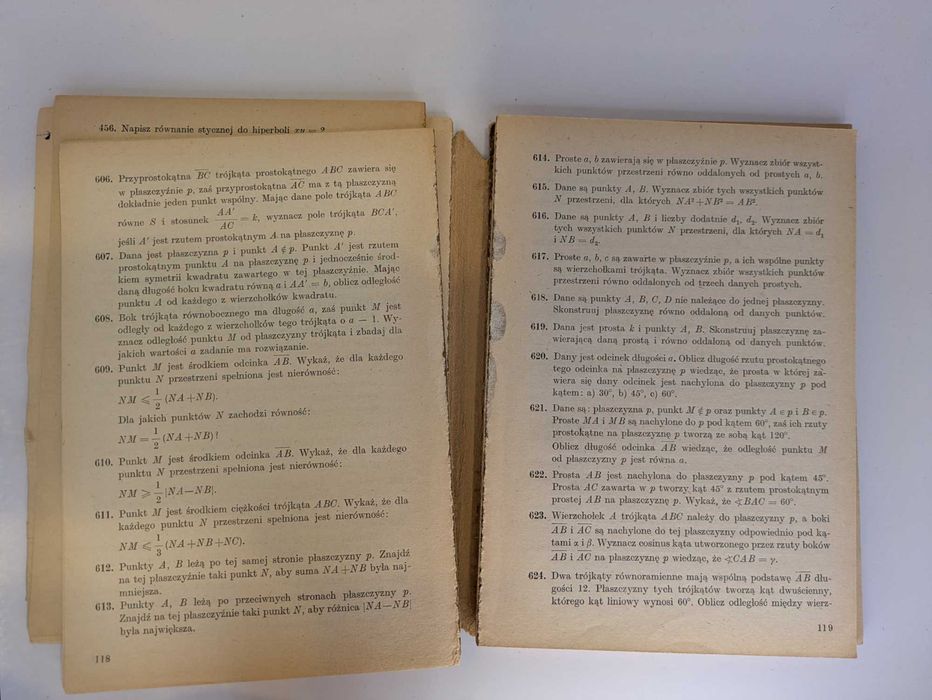 456. Napisz równanie stycznej do hiperboli xy = 2
606. Przyprostokątna BC trójkąta prostokątnego ABC zawiera się
w płaszczyźnie p, zaś przyprostokątna AC ma z tą płaszczyzną
dokładnie jeden punkt wspólny. Mając dane pole trójkąta ABC
równe S i stosunek AA'/AC = k, wyznacz pole trójkąta BCA',
jeśli A' jest rzutem prostokątnym A na płaszczyznę p.
607. Dana jest płaszczyzna p i punkt A ∉ p. Punkt A' jest rzutem
prostokątnym punktu A na płaszczyznę p i jednocześnie środ-
kiem symetrii kwadratu zawartego w tej płaszczyźnie. Mając
daną długość boku kwadratu równą a i AA' = b, oblicz odległość
punktu A od każdego z wierzchołków kwadratu.
608. Bok trójkąta równobocznego ma długość a, zaś punkt M jest
odległy od każdego z wierzchołków tego trójkąta o a − 1. Wy-
znacz odległość punktu M od płaszczyzny trójkąta i zbadaj dla
jakich wartości a zadanie ma rozwiązanie.
609. Punkt M jest środkiem odcinka AB. Wykaż, że dla każdego
punktu N przestrzeni spełniona jest nierówność:
NM ⩽ 1/2 (NA+NB).
Dla jakich punktów N zachodzi równość:
NM = 1/2 (NA+NB)?
610. Punkt M jest środkiem odcinka AB. Wykaż, że dla każdego
punktu N przestrzeni spełniona jest nierówność:
NM ⩾ 1/2 |NA−NB|.
611. Punkt M jest środkiem ciężkości trójkąta ABC. Wykaż, że dla
każdego punktu N przestrzeni spełniona jest nierówność:
NM ⩽ 1/3 (NA+NB+NC).
612. Punkty A, B leżą po tej samej stronie płaszczyzny p. Znajdź
na tej płaszczyźnie taki punkt N, aby suma NA+NB była naj-
mniejsza.
613. Punkty A, B leżą po przeciwnych stronach płaszczyzny p.
Znajdź na tej płaszczyźnie taki punkt N, aby różnica |NA−NB|
była największa.
118
614. Proste a, b zawierają się w płaszczyźnie p. Wyznacz zbiór wszyst-
kich punktów przestrzeni równo oddalonych od prostych a, b.
615. Dane są punkty A, B. Wyznacz zbiór tych wszystkich punktów
N przestrzeni, dla których NA²+NB² = AB².
616. Dane są punkty A, B i liczby dodatnie d₁, d₂. Wyznacz zbiór
tych wszystkich punktów N przestrzeni, dla których NA = d₁
i NB = d₂.
617. Proste a, b, c są zawarte w płaszczyźnie p, a ich wspólne punkty
są wierzchołkami trójkąta. Wyznacz zbiór wszystkich punktów
przestrzeni równo oddalonych od trzech danych prostych.
618. Dane są punkty A, B, C, D nie należące do jednej płaszczyzny.
Skonstruuj płaszczyznę równo oddaloną od danych punktów.
619. Dana jest prosta k i punkty A, B. Skonstruuj płaszczyznę za-
wierającą daną prostą i równo oddaloną od danych punktów.
620. Dany jest odcinek długości a. Oblicz długość rzutu prostokątnego
tego odcinka na płaszczyznę p wiedząc, że prosta w której za-
wiera się dany odcinek jest nachylona do płaszczyzny p pod
kątem: a) 30°, b) 45°, c) 60°.
621. Dane są: płaszczyzna p, punkt M ∉ p oraz punkty A ∈ p i B ∈ p.
Proste MA i MB są nachylone do p pod kątem 60°, zaś ich rzuty
prostokątne na płaszczyznę p tworzą ze sobą kąt 120°.
Oblicz długość odcinka AB wiedząc, że odległość punktu M
od płaszczyzny p jest równa a.
622. Prosta AB jest nachylona do płaszczyzny p pod kątem 45°.
Prosta AC zawarta w p tworzy kąt 45° z rzutem prostokątnym
prostej AB na płaszczyznę p. Wykaż, że ∢BAC = 60°.
623. Wierzchołek A trójkąta ABC należy do płaszczyzny p, a boki
AB i AC są nachylone do tej płaszczyzny odpowiednio pod ką-
tami α i β. Wyznacz cosinus kąta utworzonego przez rzuty boków
AB i AC na płaszczyznę p wiedząc, że ∢CAB = γ.
624. Dwa trójkąty równoramienne mają wspólną podstawę AB dłu-
gości 12. Płaszczyzny tych trójkątów tworzą kąt dwuścienny,
którego kąt liniowy wynosi 60°. Oblicz odległość między wierz-
119